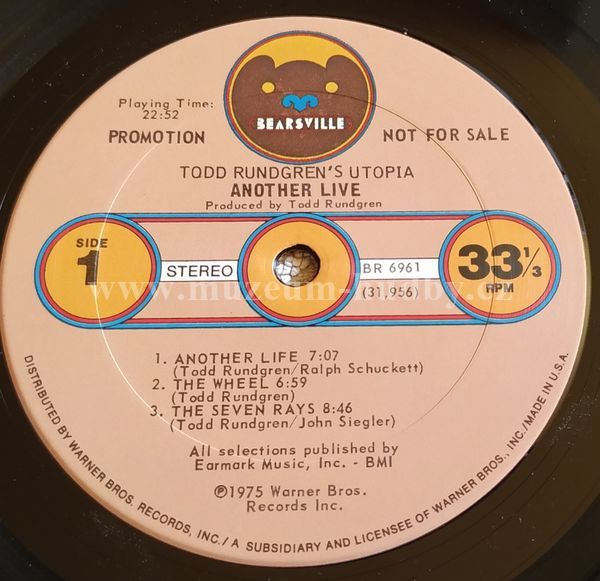 BEARSVILLE
Playing Time:
22:52
PROMOTION
NOT FOR SALE
TODD RUNDGREN'S UTOPIA
ANOTHER LIVE
Produced by Todd Rundgren
SIDE
1
STEREO
BR 6961
(31,956)
33 1/3
RPM
1. ANOTHER LIFE 7:07
(Todd Rundgren/Ralph Schuckett)
2. THE WHEEL 6:59
(Todd Rundgren)
3. THE SEVEN RAYS 8:46
(Todd Rundgren/John Siegler)
All selections published by
Earmark Music, Inc. - BMI
℗1975 Warner Bros.
Records Inc.
DISTRIBUTED BY WARNER BROS. RECORDS, INC./A SUBSIDIARY AND LICENSEE OF WARNER BROS., INC./MADE IN U.S.A.